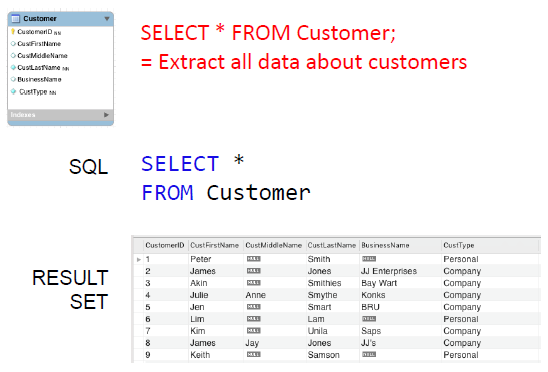 Customer
CustomerID NN
CustFirstName
CustMiddleName
CustLastName NN
BusinessName
CustType NN
Indexes
SELECT * FROM Customer;
= Extract all data about customers
SQL
SELECT *
FROM Customer
RESULT
SET
CustomerID CustFirstName CustMiddleName CustLastName BusinessName CustType
1 Peter NULL Smith NULL Personal
2 James NULL Jones JJ Enterprises Company
3 Akin NULL Smithies Bay Wart Company
4 Julie Anne Smythe Konks Company
5 Jen NULL Smart BRU Company
6 Lim NULL Lam NULL Personal
7 Kim NULL Unila Saps Company
8 James Jay Jones JJ's Company
9 Keith NULL Samson NULL Personal